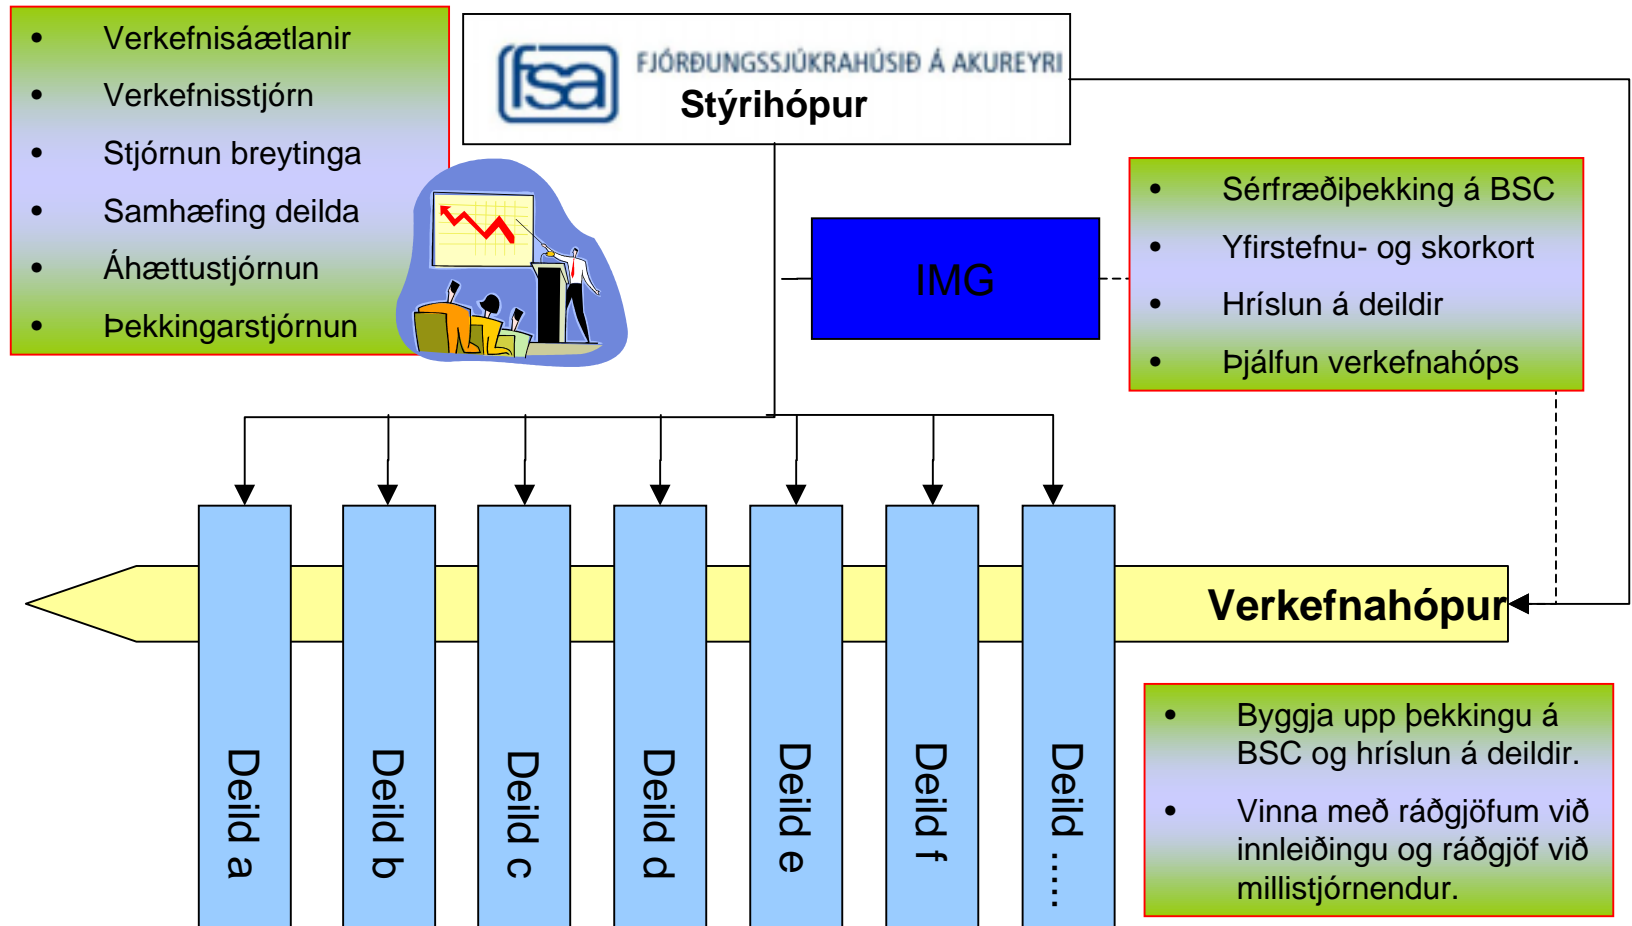 • Verkefnisáætlanir
• Verkefnisstjórn
• Stjórnun breytinga
• Samhæfing deilda
• Áhættustjórnun
• Þekkingarstjórnun
fsa
FJÓRÐUNGSSJÚKRAHÚSIÐ Á AKUREYRI
Stýrihópur
IMG
• Sérfræðiþekking á BSC
• Yfirstefnu- og skorkort
• Hríslun á deildir
• Þjálfun verkefnahóps
Verkefnahópur
Deild a
Deild b
Deild c
Deild d
Deild e
Deild f
Deild .....
• Byggja upp þekkingu á
BSC og hríslun á deildir.
• Vinna með ráðgjöfum við
innleiðingu og ráðgjöf við
millistjórnendur.